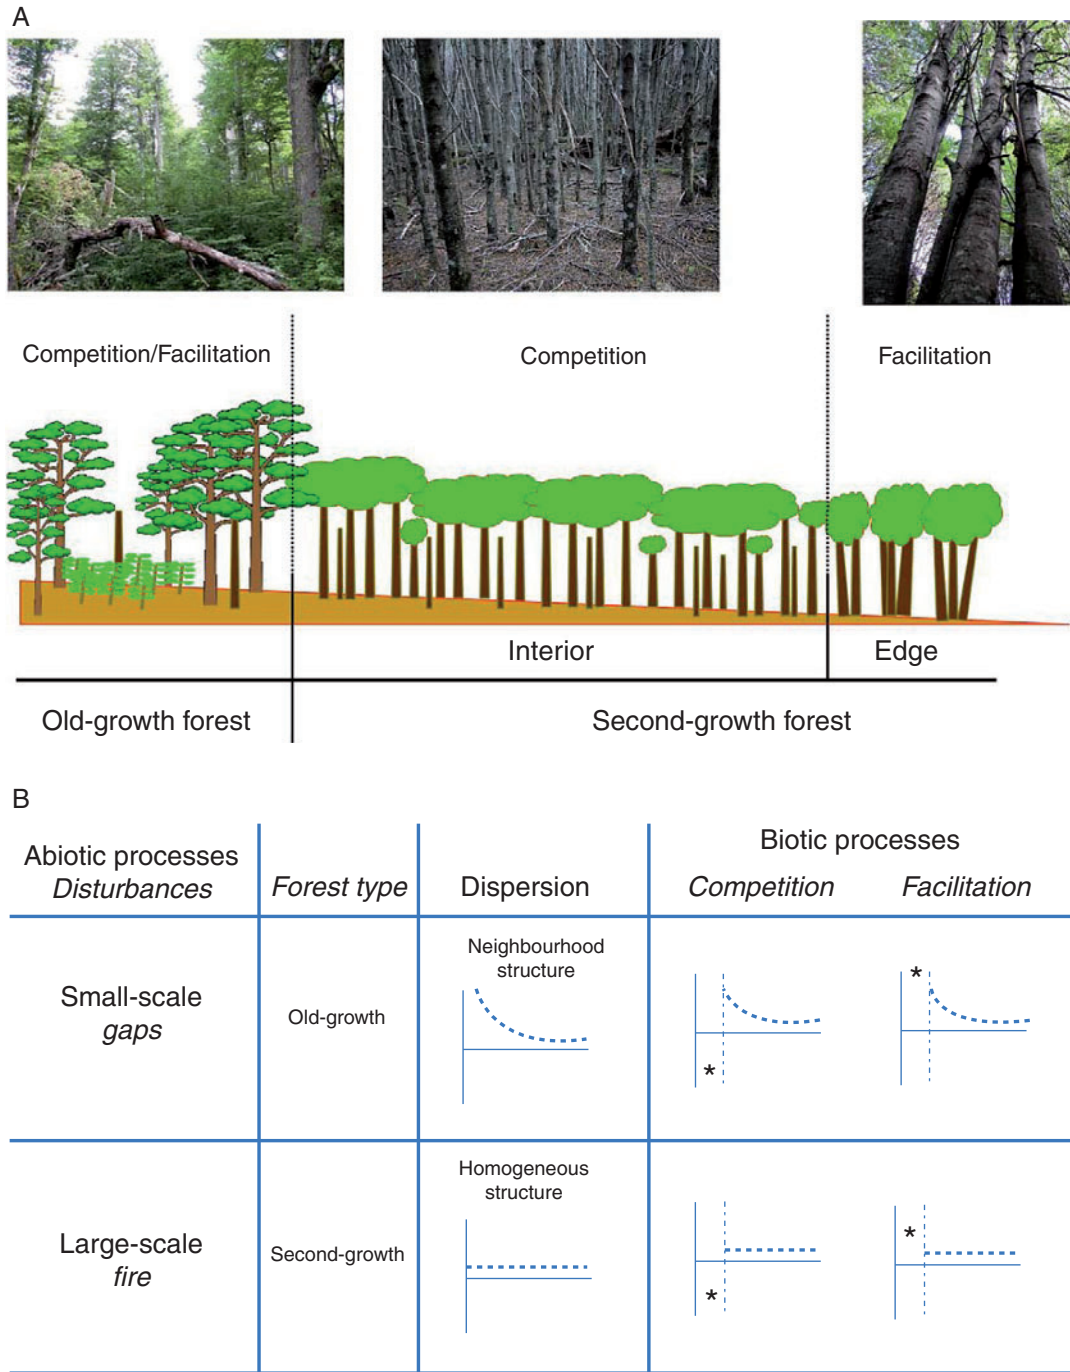 A
Competition/Facilitation
Competition
Facilitation
Interior
Edge
Old-growth forest
Second-growth forest
B
Abiotic processes
Disturbances
Forest type
Dispersion
Biotic processes
Competition
Facilitation
Small-scale
gaps
Old-growth
Neighbourhood
structure
*
*
Large-scale
fire
Second-growth
Homogeneous
structure
*
*